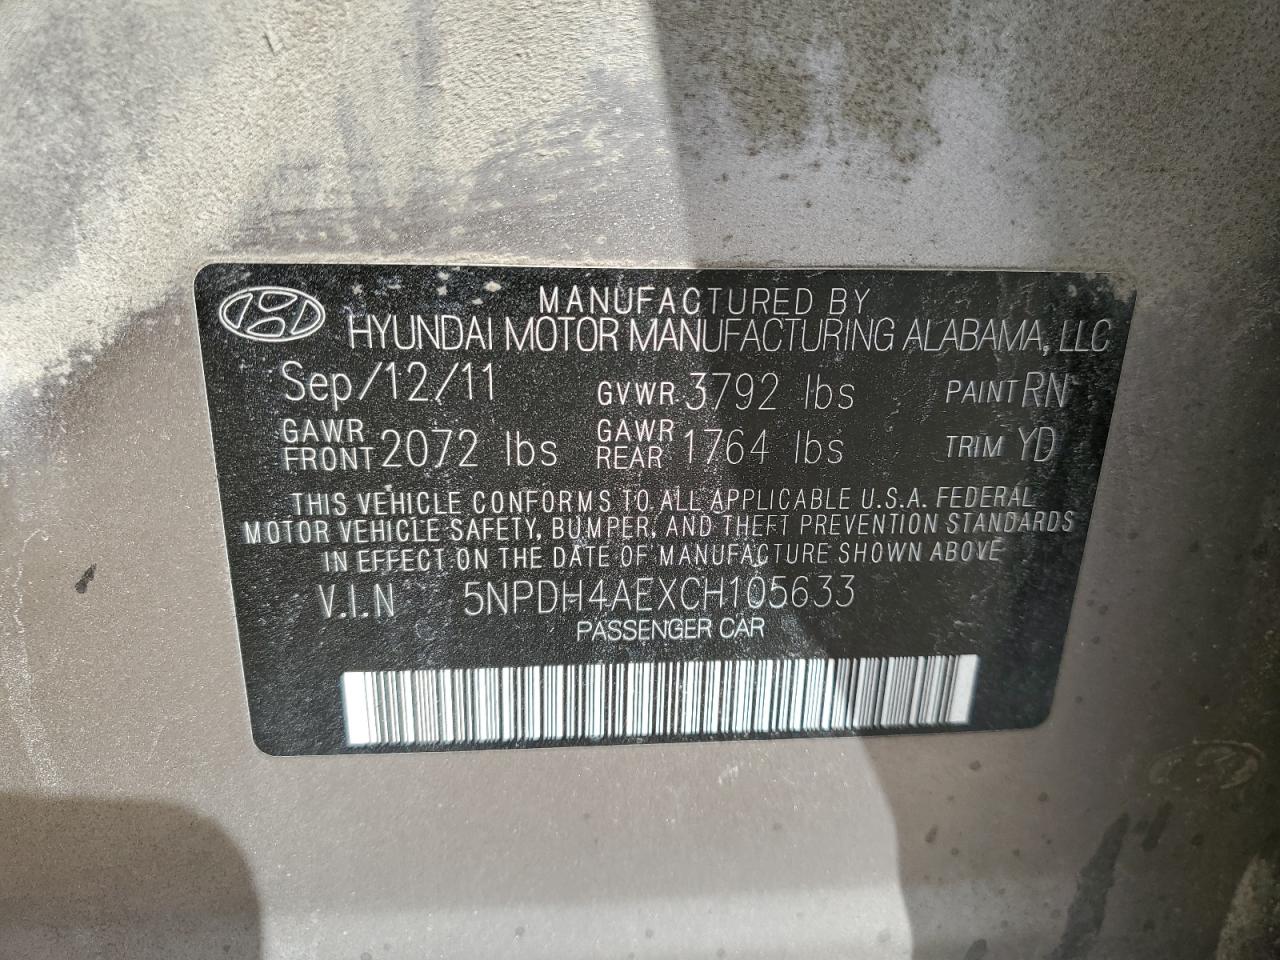 MANUFACTURED BY
HYUNDAI MOTOR MANUFACTURING ALABAMA, LLC
Sep/12/11 GVWR 3792 lbs PAINT RN
GAWR FRONT 2072 lbs GAWR REAR 1764 lbs TRIM YD
THIS VEHICLE CONFORMS TO ALL APPLICABLE U.S.A. FEDERAL
MOTOR VEHICLE SAFETY, BUMPER, AND THEFT PREVENTION STANDARDS
IN EFFECT ON THE DATE OF MANUFACTURE SHOWN ABOVE
V.I.N 5NPDH4AEXCH105633
PASSENGER CAR